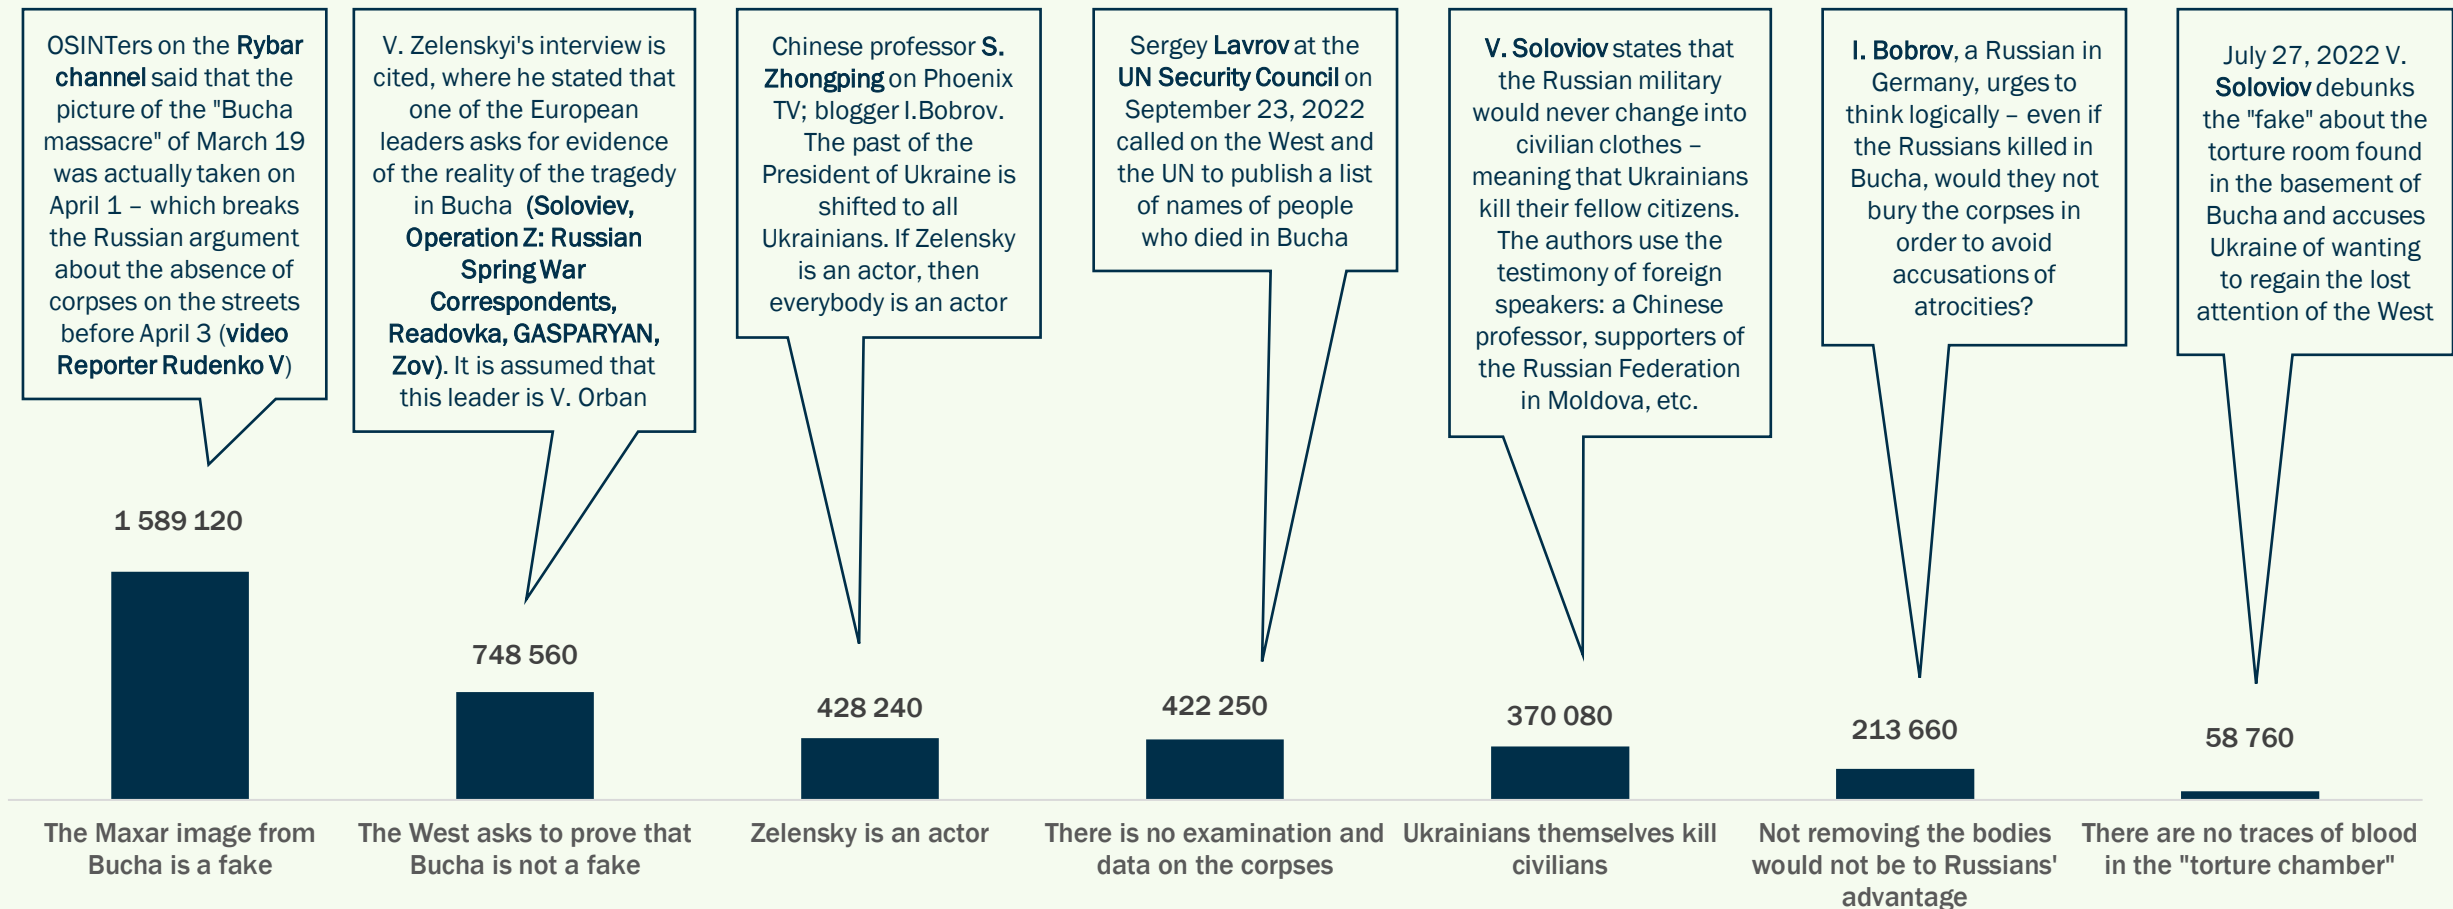 OSINTers on the Rybar
channel said that the
picture of the "Bucha
massacre" of March 19
was actually taken on
April 1 – which breaks
the Russian argument
about the absence of
corpses on the streets
before April 3 (video
Reporter Rudenko V)
V. Zelenskyi's interview is
cited, where he stated that
one of the European
leaders asks for evidence
of the reality of the tragedy
in Bucha (Soloviev,
Operation Z: Russian
Spring War
Correspondents,
Readovka, GASPARYAN,
Zov). It is assumed that
this leader is V. Orban
Chinese professor S.
Zhongping on Phoenix
TV; blogger I.Bobrov.
The past of the
President of Ukraine is
shifted to all
Ukrainians. If Zelensky
is an actor, then
everybody is an actor
Sergey Lavrov at the
UN Security Council on
September 23, 2022
called on the West and
the UN to publish a list
of names of people
who died in Bucha
V. Soloviov states that
the Russian military
would never change into
civilian clothes –
meaning that Ukrainians
kill their fellow citizens.
The authors use the
testimony of foreign
speakers: a Chinese
professor, supporters of
the Russian Federation
in Moldova, etc.
I. Bobrov, a Russian in
Germany, urges to
think logically – even if
the Russians killed in
Bucha, would they not
bury the corpses in
order to avoid
accusations of
atrocities?
July 27, 2022 V.
Soloviov debunks
the "fake" about the
torture room found
in the basement of
Bucha and accuses
Ukraine of wanting
to regain the lost
attention of the West
1 589 120
748 560
428 240
422 250
370 080
213 660
58 760
The Maxar image from
Bucha is a fake
The West asks to prove that
Bucha is not a fake
Zelensky is an actor
There is no examination and
data on the corpses
Ukrainians themselves kill
civilians
Not removing the bodies
would not be to Russians'
advantage
There are no traces of blood
in the "torture chamber"